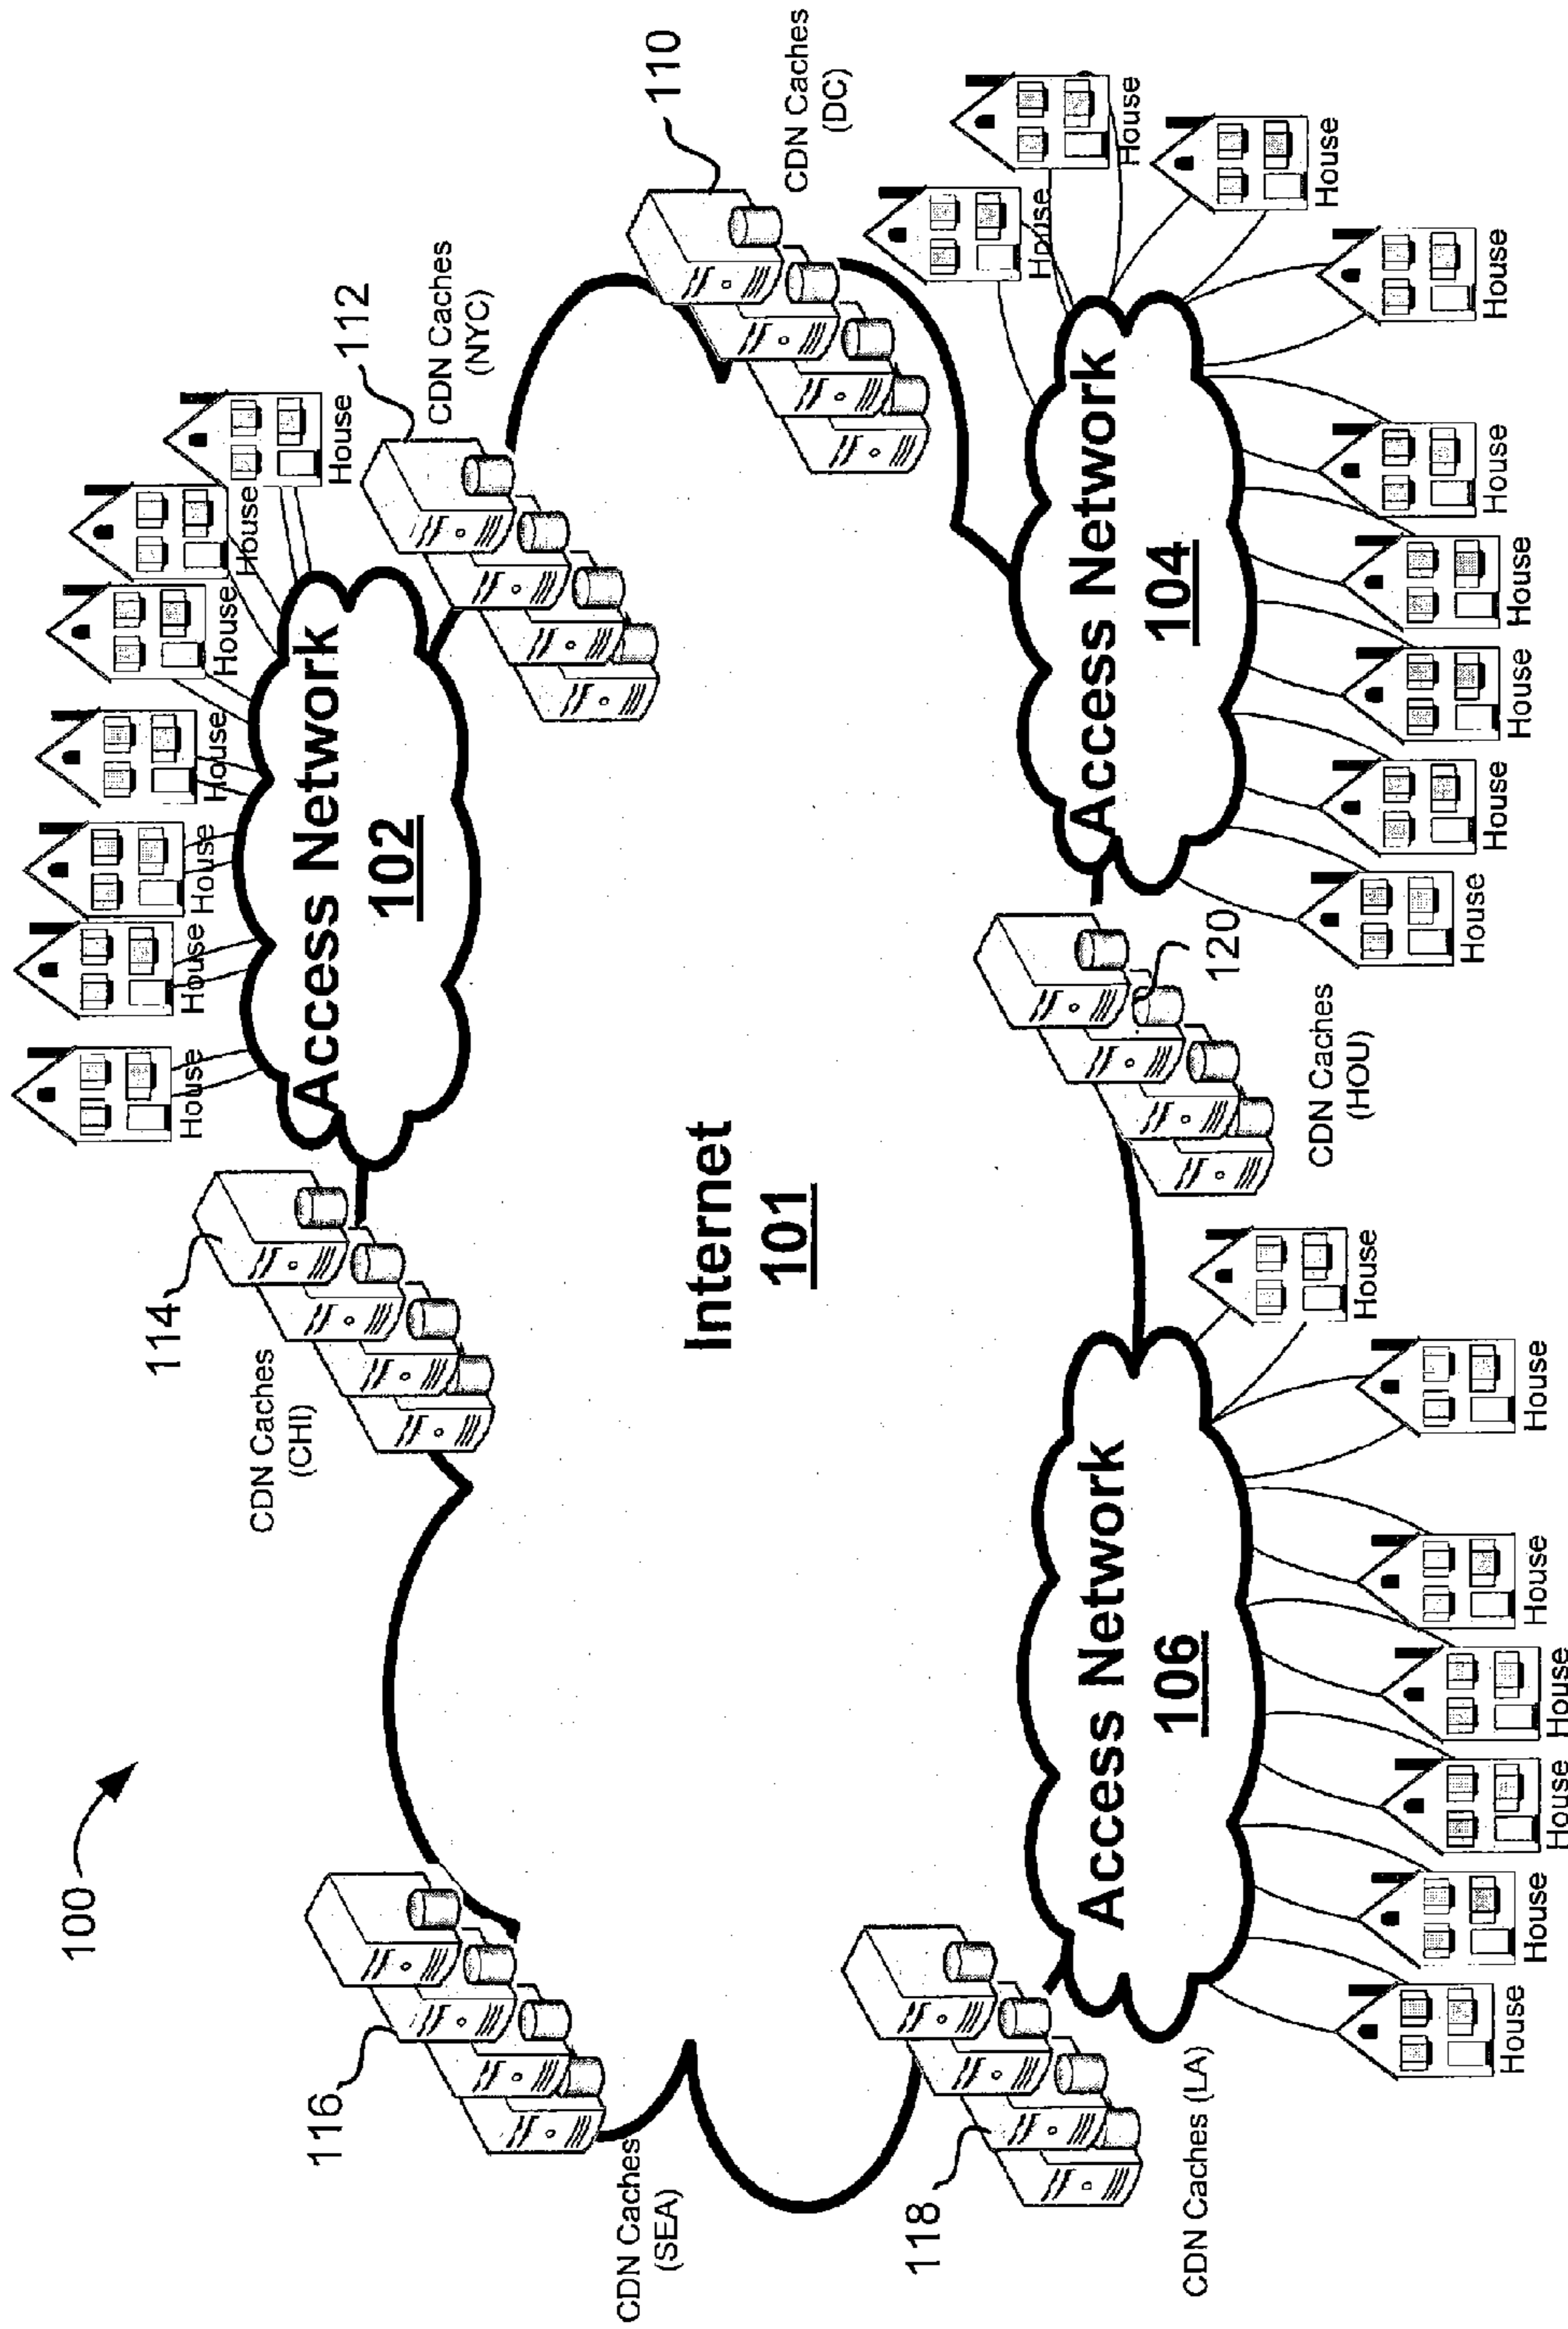 100
114
House
House
House
House
House
House
House
CDN Caches
(CHI)
Access Network
102
116
112
CDN Caches
(NYC)
CDN Caches
(SEA)
110
Internet
101
CDN Caches
(DC)
118
House
House
Access Network
106
Access Network
104
CDN Caches (LA)
120
CDN Caches
(HOU)
House
House
House
House
House
House
House
House
House
House
House
House
House
House